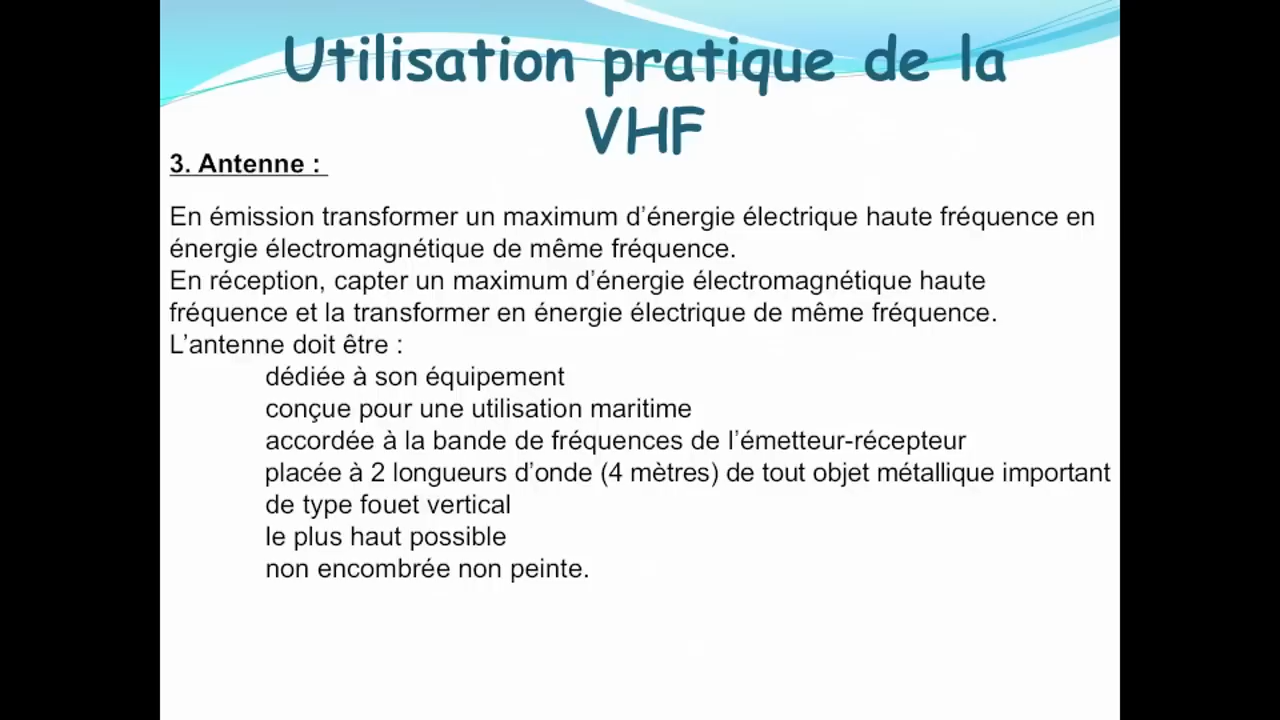 Utilisation pratique de la
VHF
3. Antenne :
En émission transformer un maximum d’énergie électrique haute fréquence en
énergie électromagnétique de même fréquence.
En réception, capter un maximum d’énergie électromagnétique haute
fréquence et la transformer en énergie électrique de même fréquence.
L’antenne doit être :
dédiée à son équipement
conçue pour une utilisation maritime
accordée à la bande de fréquences de l’émetteur-récepteur
placée à 2 longueurs d’onde (4 mètres) de tout objet métallique important
de type fouet vertical
le plus haut possible
non encombrée non peinte.